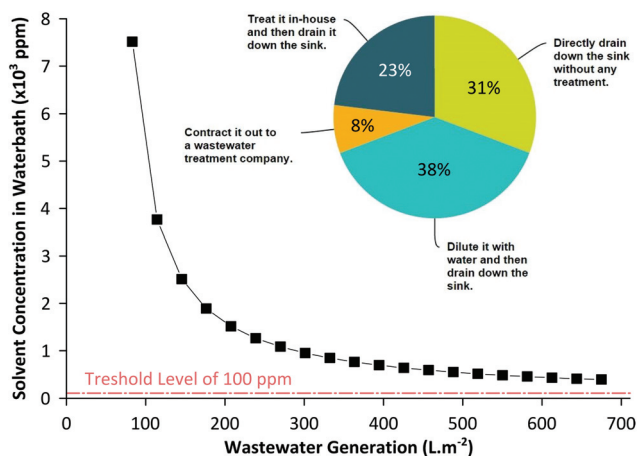 Solvent Concentration in Waterbath (x10³ ppm)
8
7
6
5
4
3
2
1
0
Treat it in-house
and then drain it
down the sink.
23%
31%
Directly drain
down the sink
without any
treatment.
Contract it out to
a wastewater
treatment company.
8%
38%
Dilute it with
water and then
drain down the
sink.
Treshold Level of 100 ppm
0 100 200 300 400 500 600 700
Wastewater Generation (L.m⁻²)